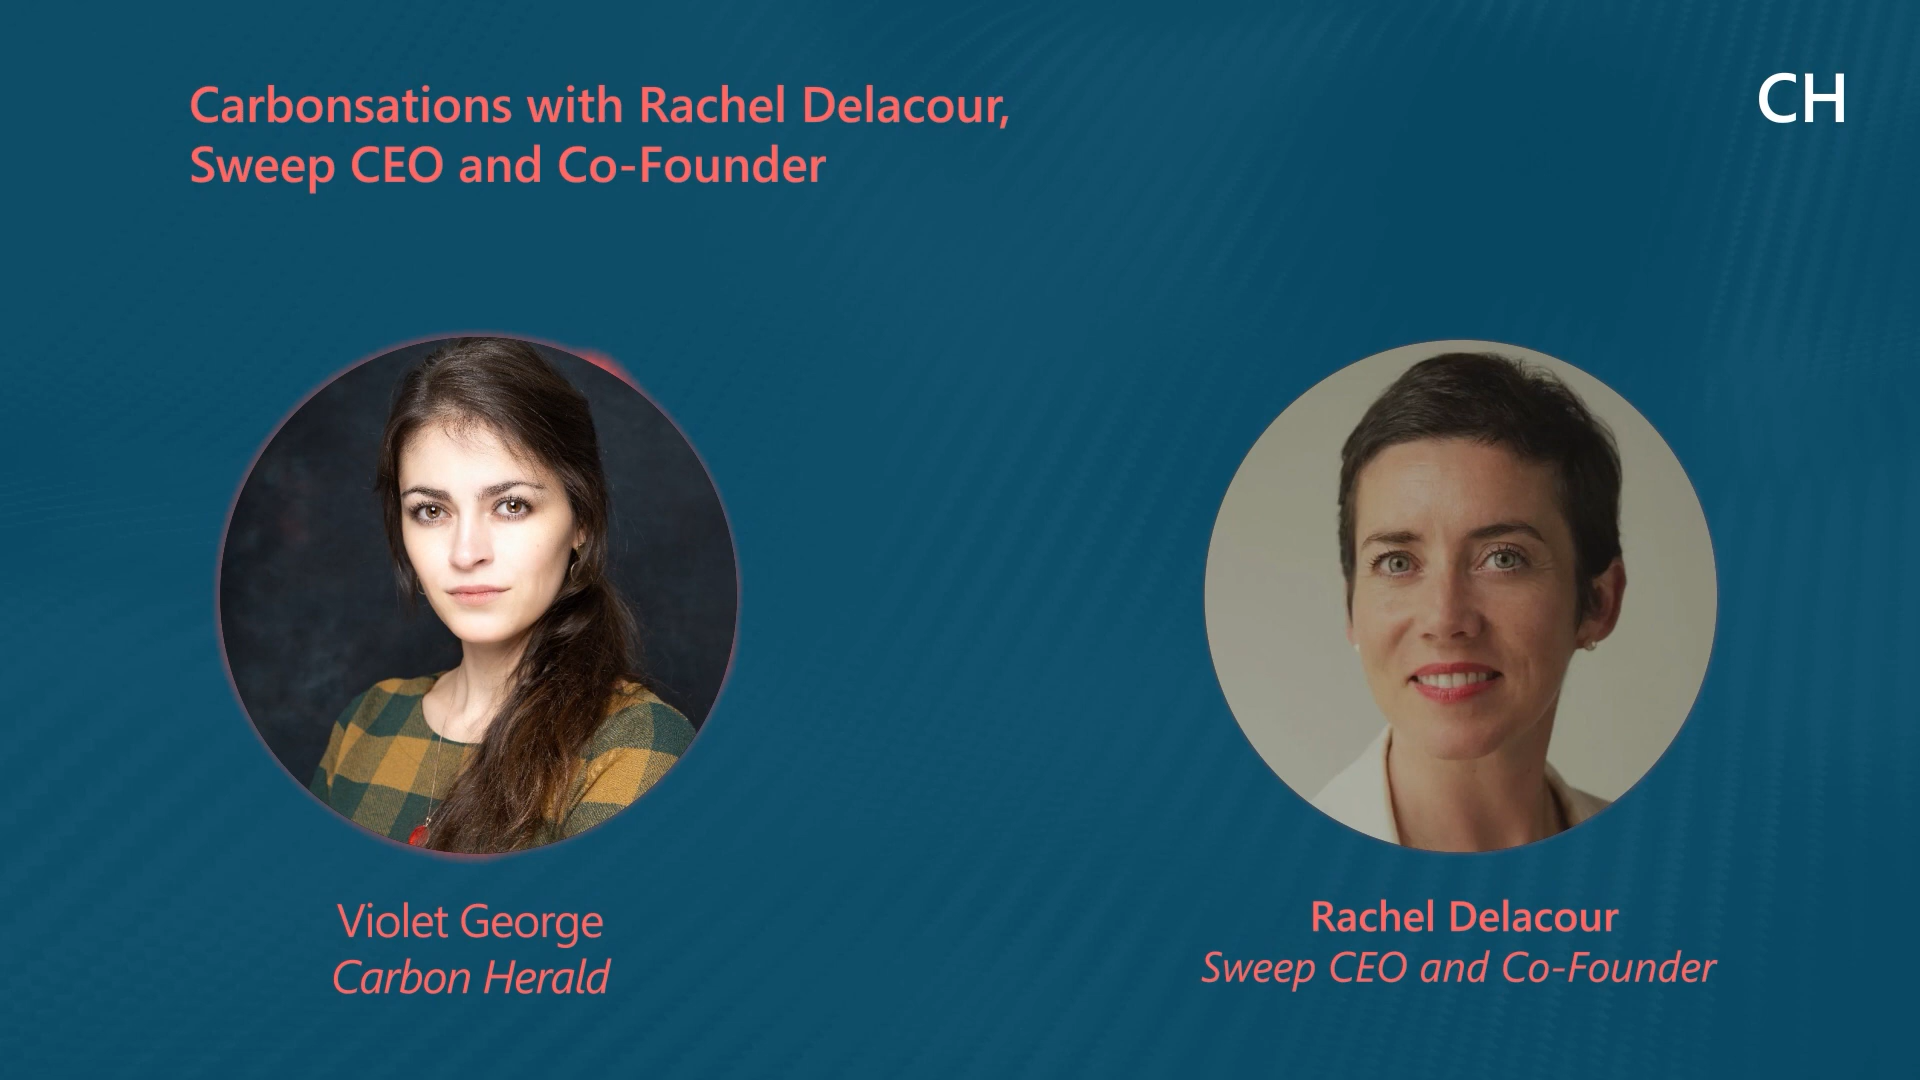 Carbonsations with Rachel Delacour,
Sweep CEO and Co-Founder
CH
Violet George
Carbon Herald
Rachel Delacour
Sweep CEO and Co-Founder